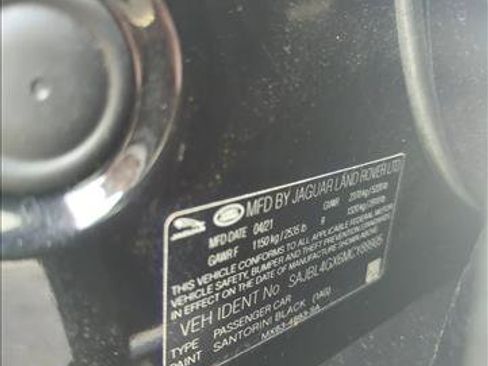 MFD BY JAGUAR LAND ROVER LTD
MFD DATE 04/21 GVWR
GAWR F 1150 kg / 2535 lb R
THIS VEHICLE CONFORMS TO ALL APPLICABLE FEDERAL MOTOR
VEHICLE SAFETY, BUMPER AND THEFT PREVENTION STANDARDS
IN EFFECT ON THE DATE OF MANUFACTURE SHOWN ABOVE
VEH IDENT No
TYPE PASSENGER CAR
PAINT SANTORINI BLACK (1AG)